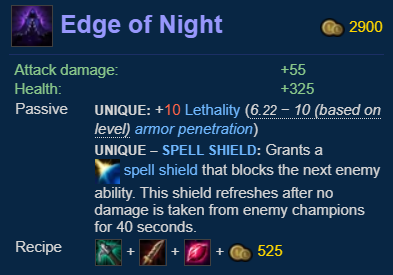 Edge of Night 2900
Attack damage: +55
Health: +325
Passive UNIQUE: +10 Lethality (6.22 − 10 (based on
level) armor penetration)
UNIQUE – SPELL SHIELD: Grants a
spell shield that blocks the next enemy
ability. This shield refreshes after no
damage is taken from enemy champions
for 40 seconds.
Recipe + + + 525